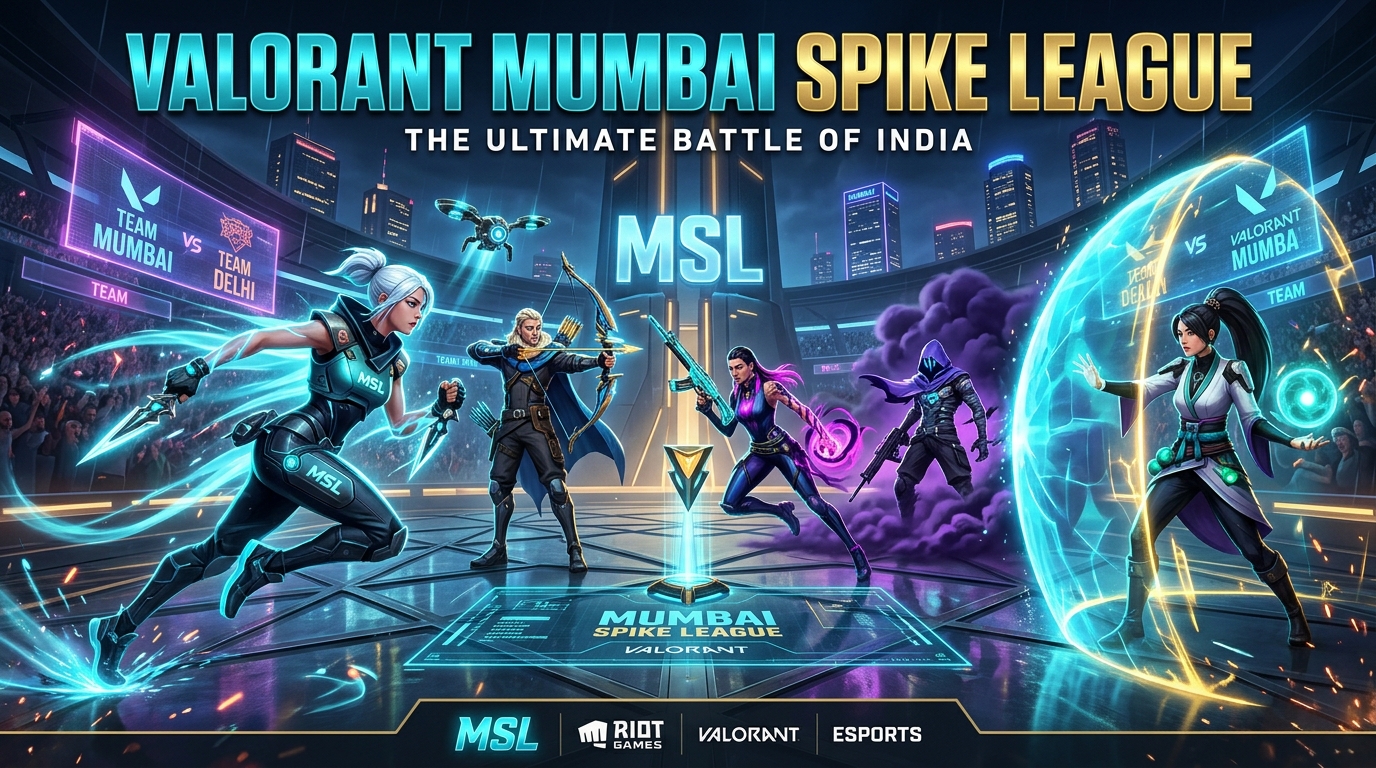 VALORANT MUMBAI SPIKE LEAGUE
THE ULTIMATE BATTLE OF INDIA
MSL
TEAM
MUMBAI
VS
TEAM
DELHI
TEAM
VS
VALORANT
MUMBA
TEAM
MSL
MSL
MUMBAI
SPIKE LEAGUE
VALORANT
MSL
RIOT
GAMES
VALORANT
ESPORTS